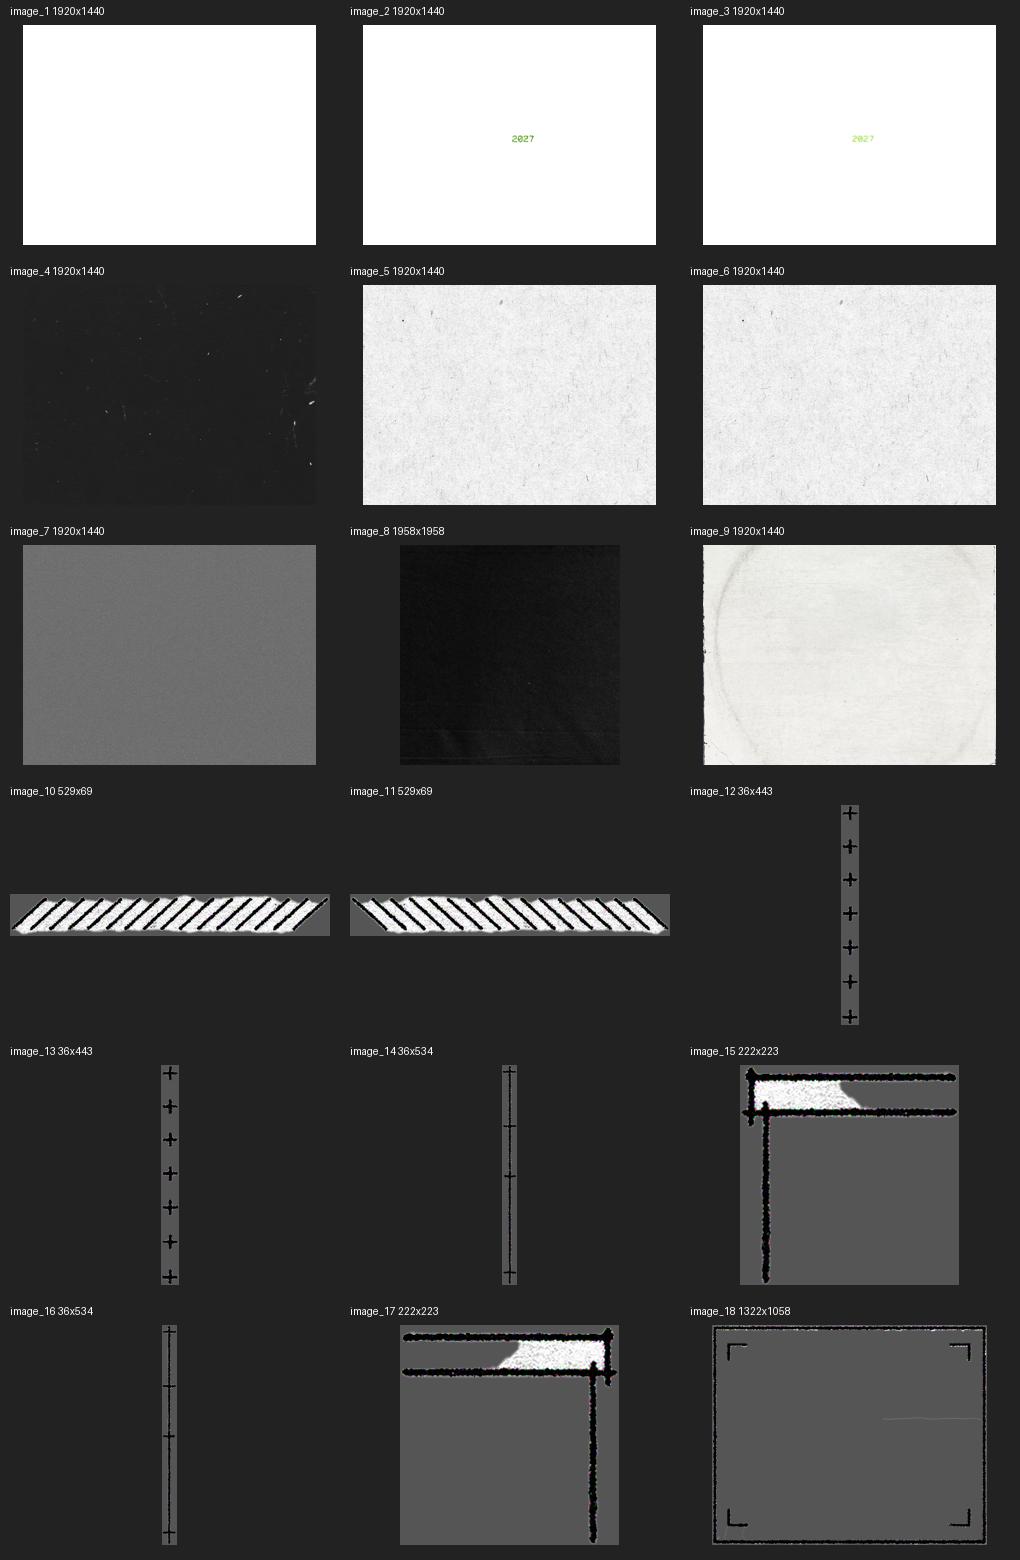 image_1 1920x1440
image_2 1920x1440
image_3 1920x1440
2027
2027
image_4 1920x1440
image_5 1920x1440
image_6 1920x1440
image_7 1920x1440
image_8 1958x1958
image_9 1920x1440
image_10 529x69
image_11 529x69
image_12 36x443
image_13 36x443
image_14 36x534
image_15 222x223
image_16 36x534
image_17 222x223
image_18 1322x1058